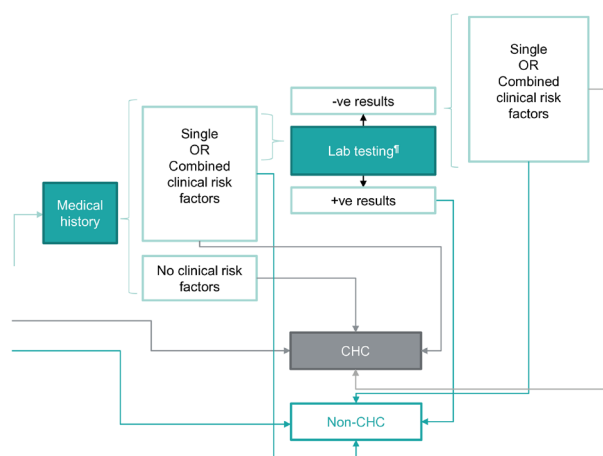 Single
OR
Combined
clinical risk
factors
-ve results
Single
OR
Combined
clinical risk
factors
Lab testing¶
Medical
history
+ve results
No clinical risk
factors
CHC
Non-CHC